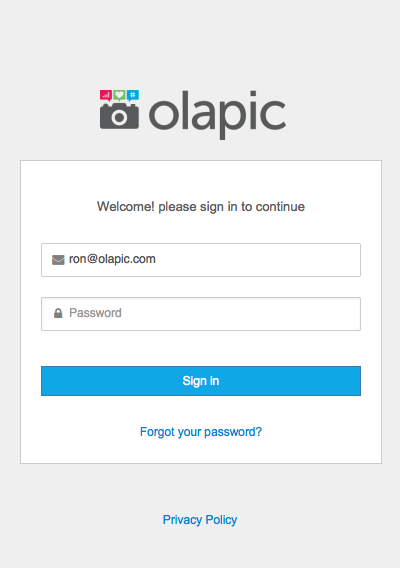 olapic
Welcome! please sign in to continue
ron@olapic.com
Password
Sign in
Forgot your password?
Privacy Policy